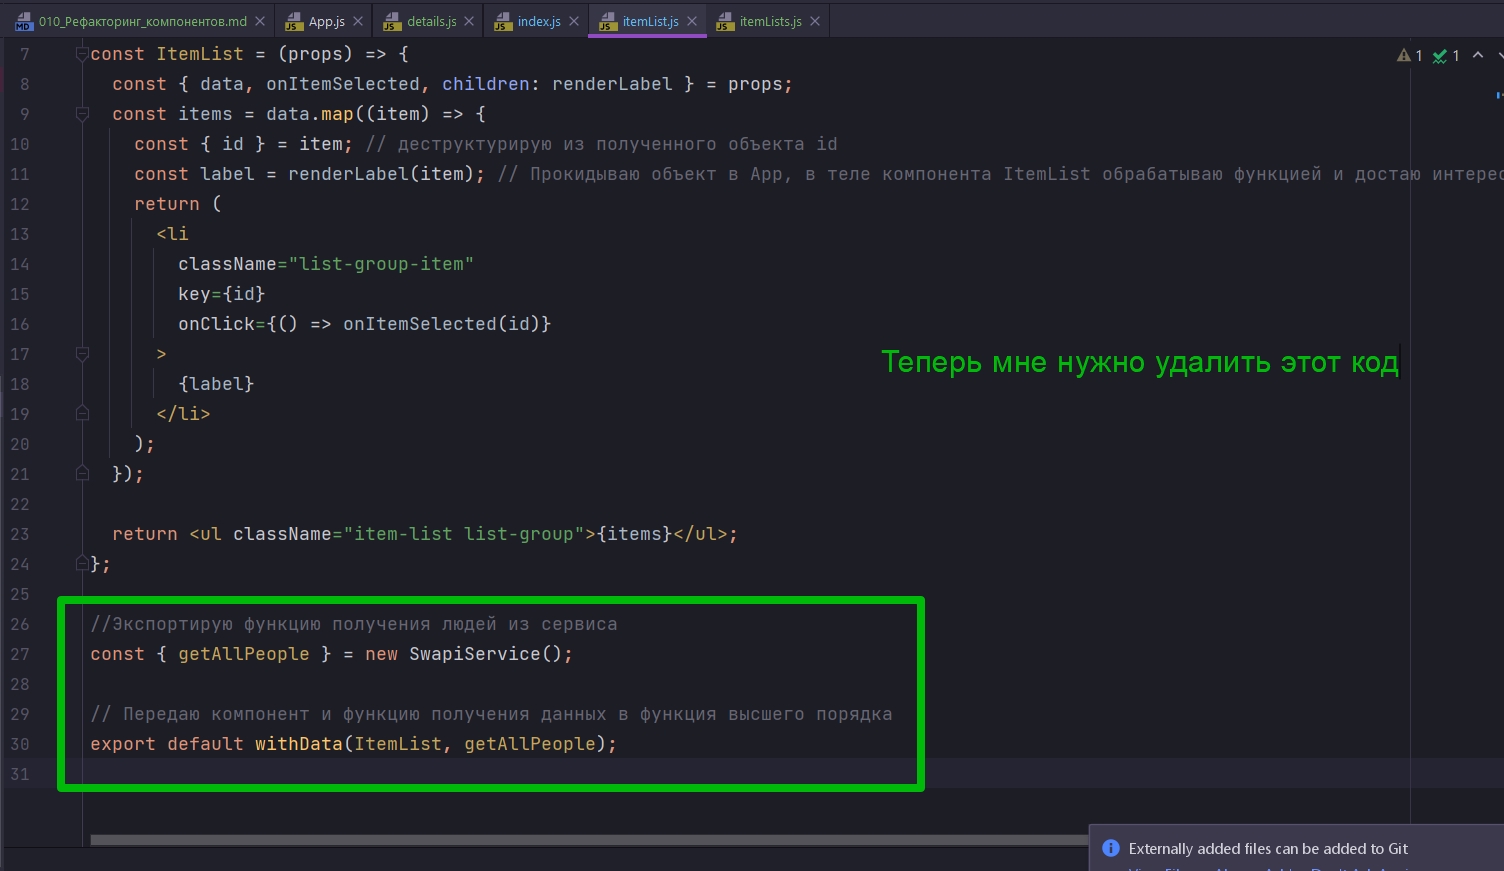 010_Рефакторинг_компонентов.md App.js details.js index.js itemList.js itemLists.js
7 const ItemList = (props) => {
8 const { data, onItemSelected, children: renderLabel } = props;
9 const items = data.map((item) => {
10 const { id } = item; // деструктурирую из полученного объекта id
11 const label = renderLabel(item); // Прокидываю объект в App, в теле компонента ItemList обрабатываю функцией и достаю интерес
12 return (
13 <li
14 className="list-group-item"
15 key={id}
16 onClick={() => onItemSelected(id)}
17 >
18 {label}
19 </li>
20 );
21 });
22
23 return <ul className="item-list list-group">{items}</ul>;
24 };
25
26 //Экспортирую функцию получения людей из сервиса
27 const { getAllPeople } = new SwapiService();
28
29 // Передаю компонент и функцию получения данных в функция высшего порядка
30 export default withData(ItemList, getAllPeople);
31
1 1
Теперь мне нужно удалить этот код
Externally added files can be added to Git